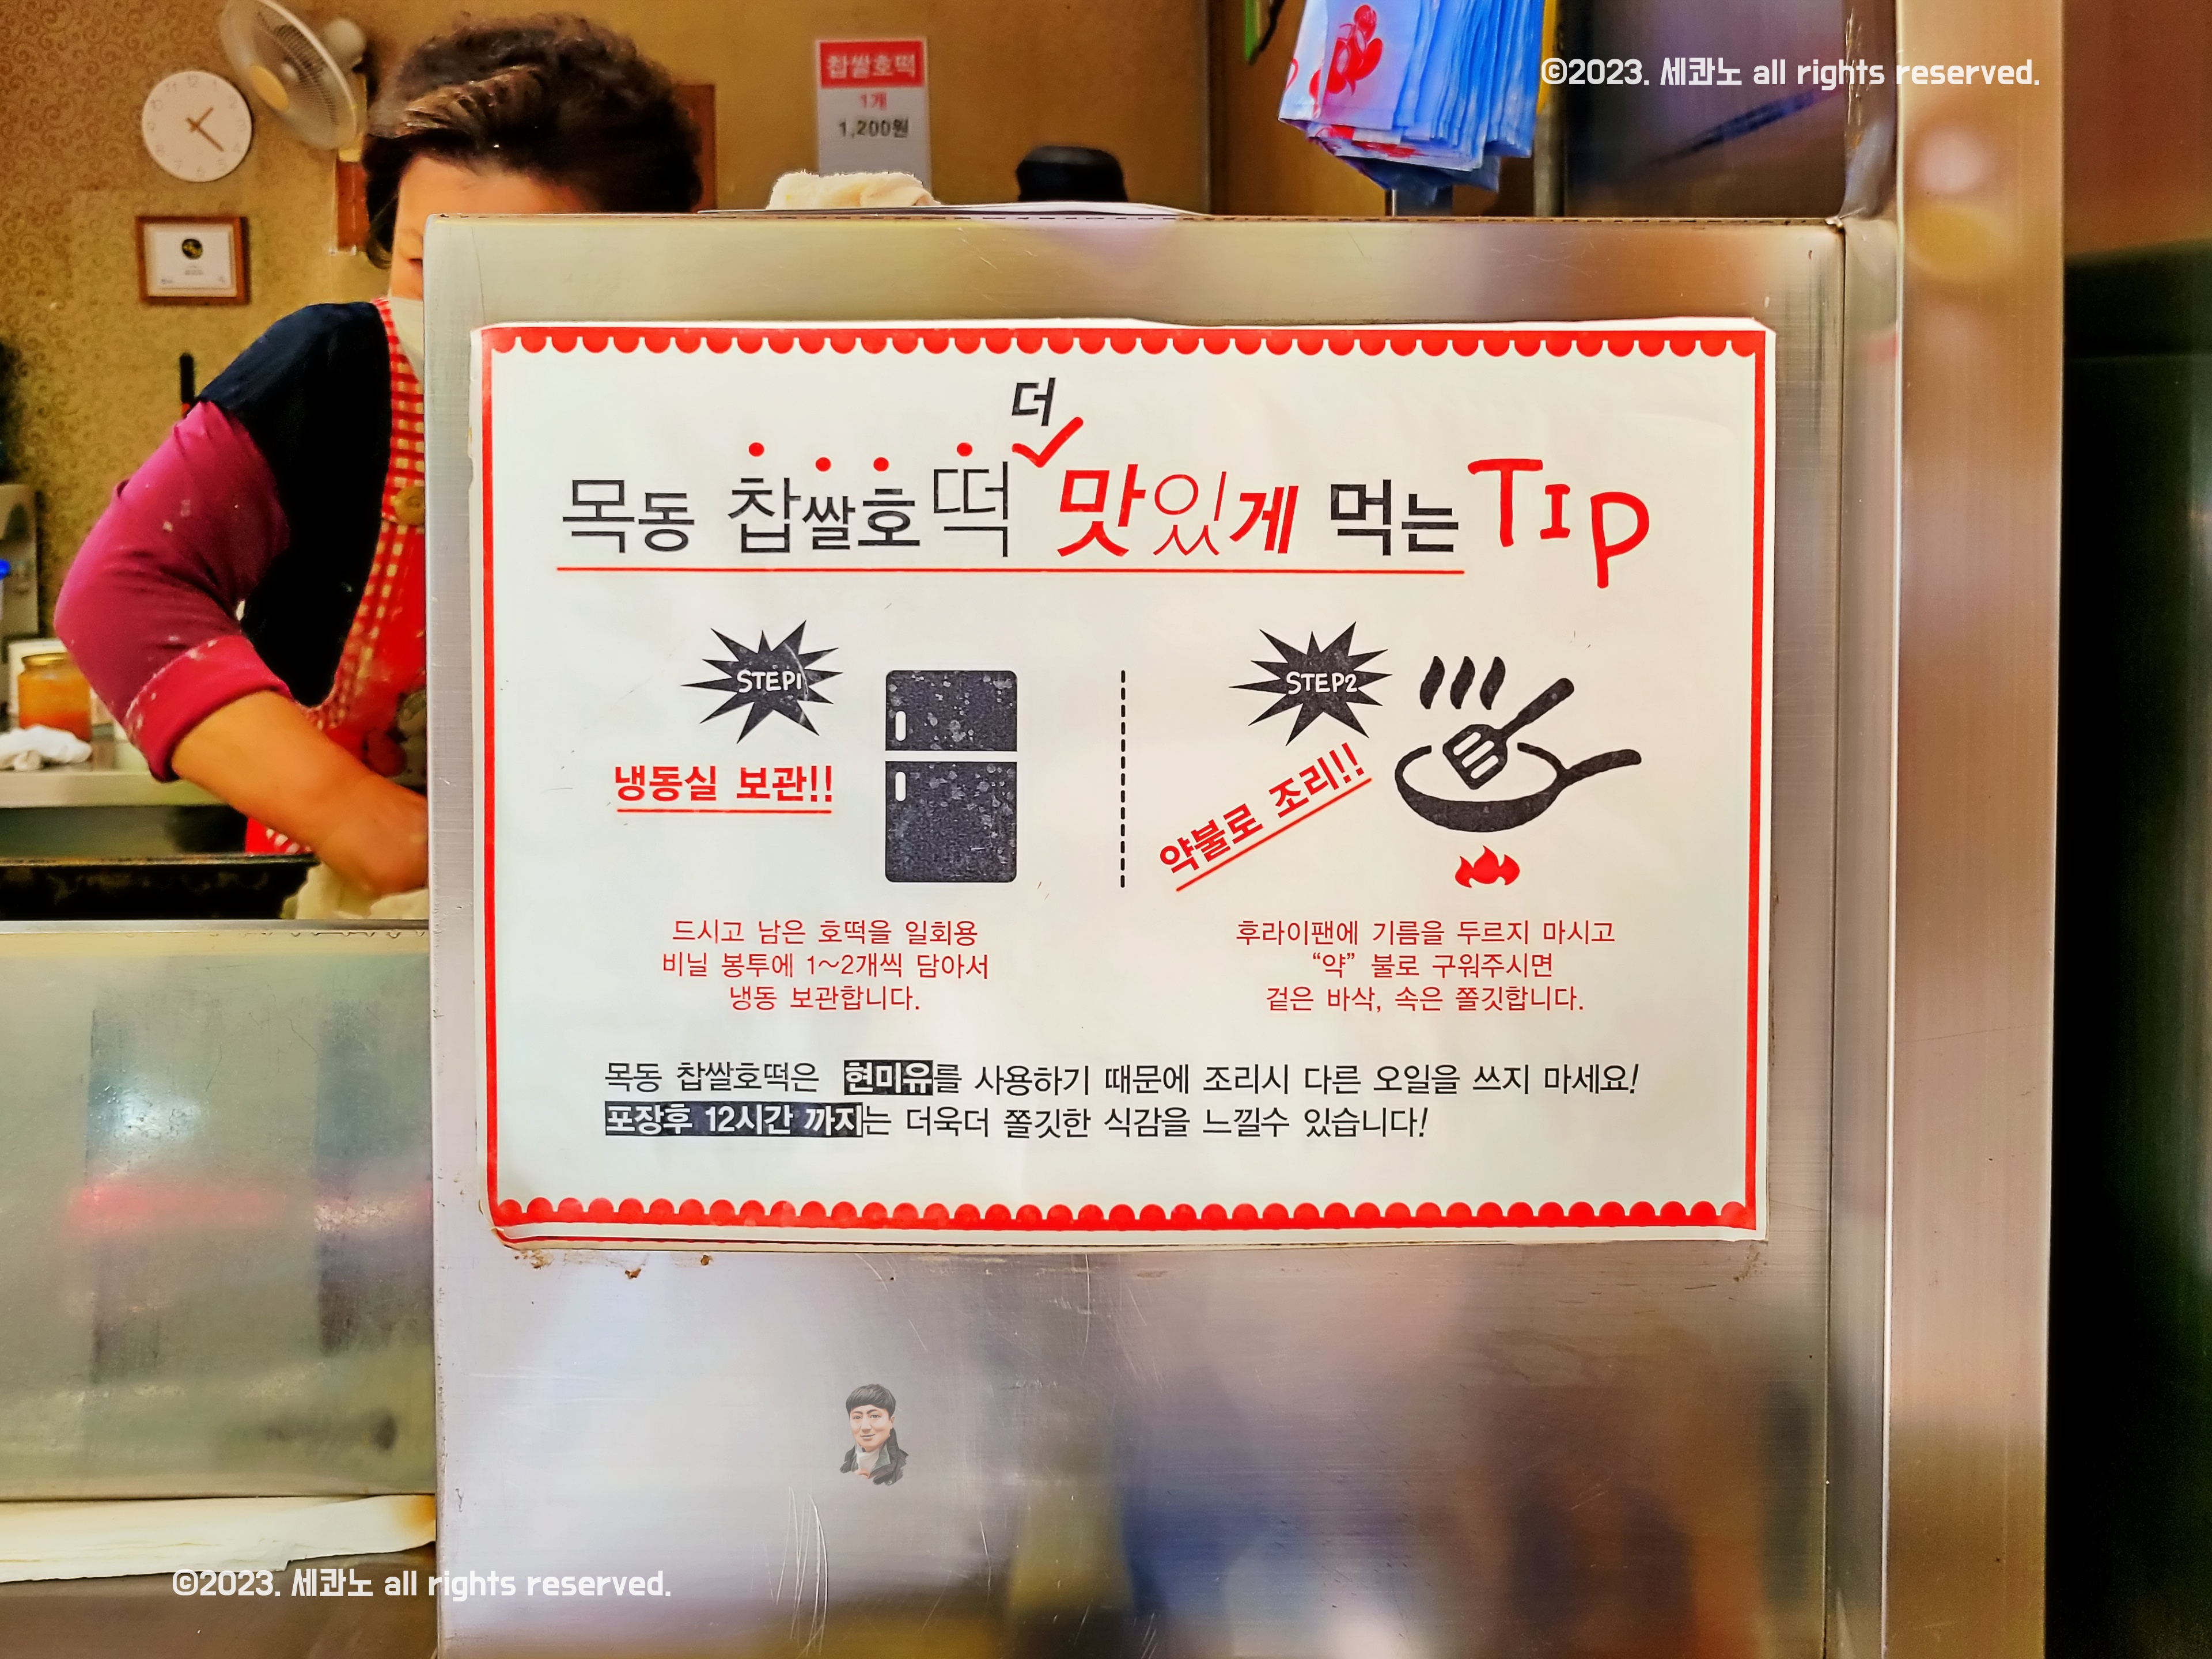 ©2023. 세콴노 all rights reserved.
찹쌀호떡
1개
1,200원
더
목동 찹쌀호떡 맛있게 먹는 TIP
STEP1
냉동실 보관!!
드시고 남은 호떡을 일회용
비닐 봉투에 1~2개씩 담아서
냉동 보관합니다.
STEP2
약불로 조리!!
후라이팬에 기름을 두르지 마시고
“약” 불로 구워주시면
겉은 바삭, 속은 쫄깃합니다.
목동 찹쌀호떡은 현미유를 사용하기 때문에 조리시 다른 오일을 쓰지 마세요!
포장후 12시간 까지는 더욱더 쫄깃한 식감을 느낄수 있습니다!
©2023. 세콴노 all rights reserved.